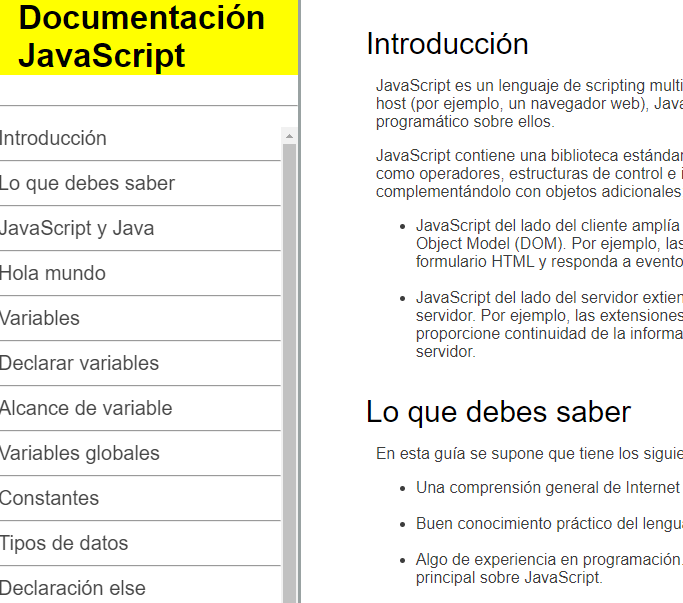 Documentación
JavaScript
Introducción
Lo que debes saber
JavaScript y Java
Hola mundo
Variables
Declarar variables
Alcance de variable
Variables globales
Constantes
Tipos de datos
Declaración else
Introducción
JavaScript es un lenguaje de scripting multi
host (por ejemplo, un navegador web), Java
programático sobre ellos.
JavaScript contiene una biblioteca estándar
como operadores, estructuras de control e i
complementándolo con objetos adicionales
JavaScript del lado del cliente amplía
Object Model (DOM). Por ejemplo, las
formulario HTML y responda a evento
JavaScript del lado del servidor extien
servidor. Por ejemplo, las extensiones
proporcione continuidad de la informa
servidor.
Lo que debes saber
En esta guía se supone que tiene los siguie
Una comprensión general de Internet
Buen conocimiento práctico del lengua
Algo de experiencia en programación.
principal sobre JavaScript.